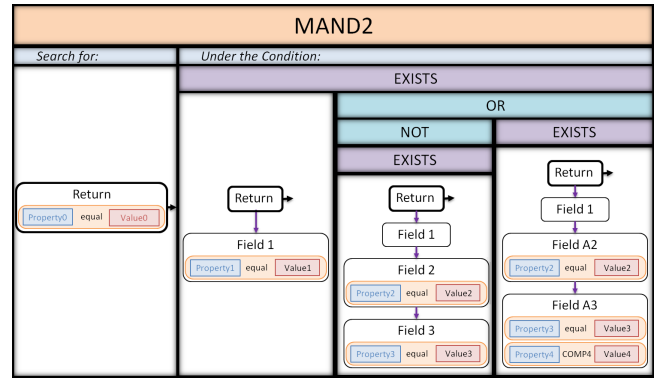 MAND2
Search for:
Under the Condition:
EXISTS
OR
NOT
EXISTS
EXISTS
Return
Property0 equal Value0
Return
Field 1
Property1 equal Value1
Return
Field 1
Field 2
Property2 equal Value2
Field 3
Property3 equal Value3
Return
Field 1
Field A2
Property2 equal Value2
Field A3
Property3 equal Value3
Property4 COMP4 Value4